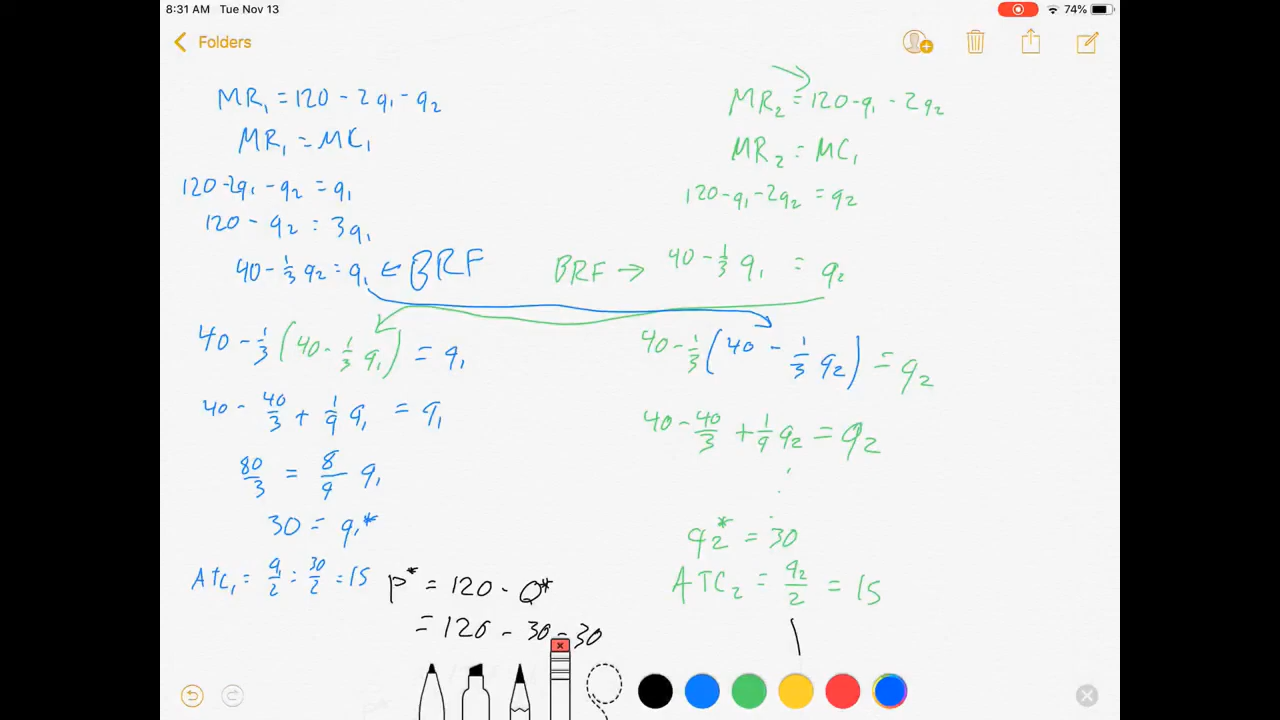 8:31 AM Tue Nov 13
74%
Folders
MR₁ = 120 - 2q₁ - q₂
MR₁ = MC₁
120 - 2q₁ - q₂ = q₁
120 - q₂ = 3q₁
40 - 1/3 q₂ = q₁ ← BRF
40 - 1/3 (40 - 1/3 q₁) = q₁
40 - 40/3 + 1/9 q₁ = q₁
80/3 = 8/9 q₁
30 = q₁*
ATC₁ = q₁/2 = 30/2 = 15
P* = 120 - Q*
= 120 - 30 - 30
MR₂ = 120 - q₁ - 2q₂
MR₂ = MC₁
120 - q₁ - 2q₂ = q₂
BRF → 40 - 1/3 q₁ = q₂
40 - 1/3 (40 - 1/3 q₂) = q₂
40 - 40/3 + 1/9 q₂ = q₂
q₂* = 30
ATC₂ = q₂/2 = 15